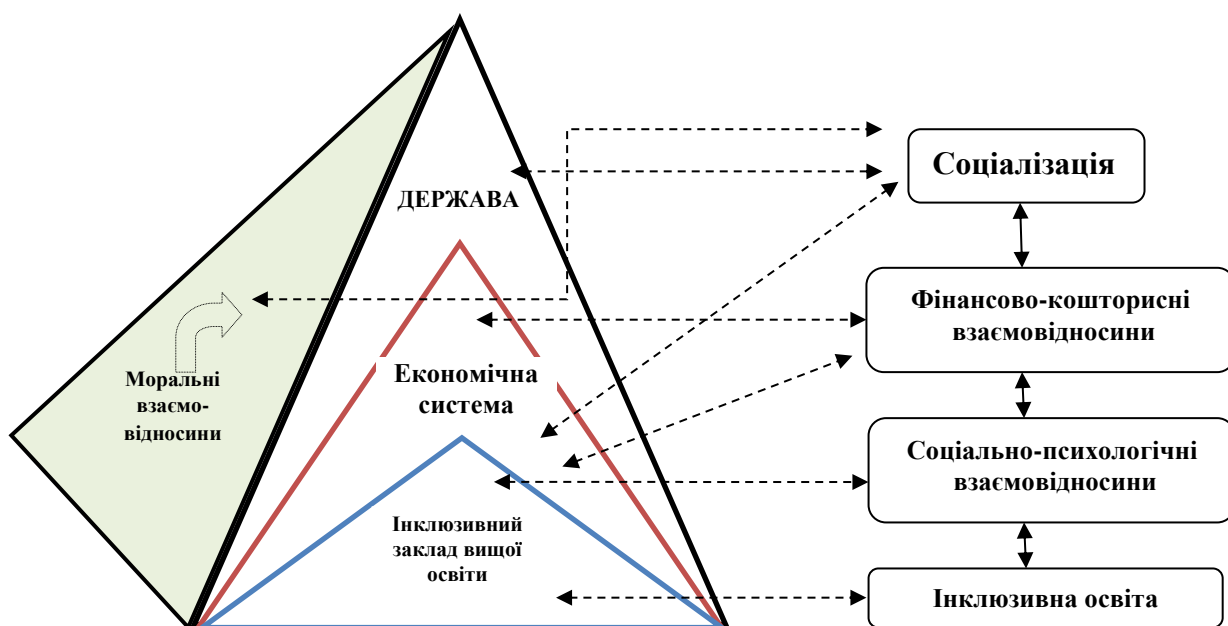 ДЕРЖАВА
Економічна
система
Інклюзивний
заклад вищої
освіти
Моральні
взаємо-
відносини
Соціалізація
Фінансово-кошторисні
взаємовідносини
Соціально-психологічні
взаємовідносини
Інклюзивна освіта